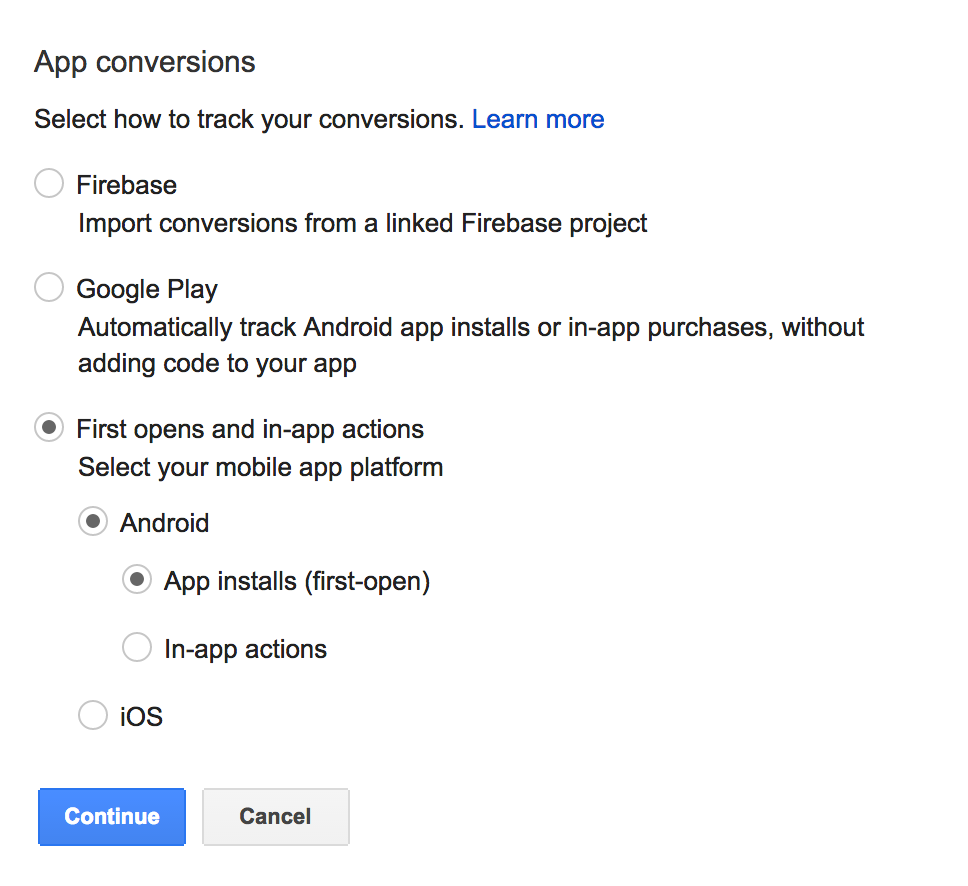 App conversions
Select how to track your conversions. Learn more
Firebase
Import conversions from a linked Firebase project
Google Play
Automatically track Android app installs or in-app purchases, without
adding code to your app
First opens and in-app actions
Select your mobile app platform
Android
App installs (first-open)
In-app actions
iOS
Continue Cancel